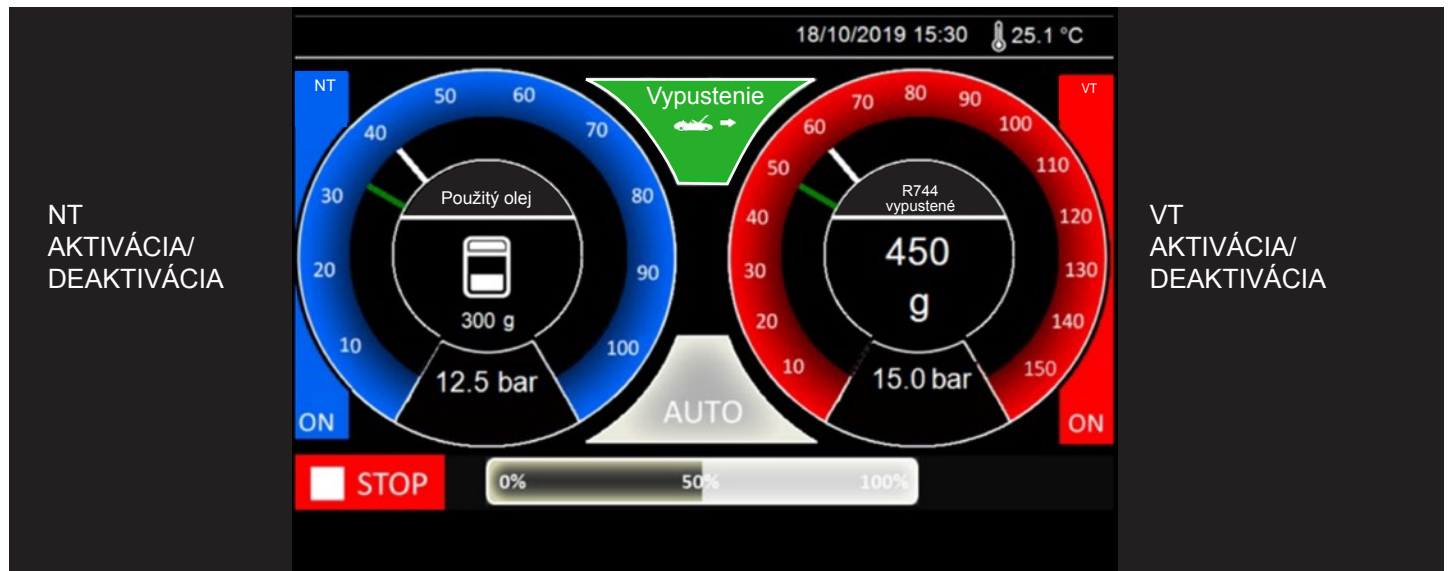 18/10/2019 15:30 25.1 °C
NT
AKTIVÁCIA/
DEAKTIVÁCIA
NT
10
20
30
40
50
60
70
80
90
100
Použitý olej
300 g
12.5 bar
ON
Vypustenie
AUTO
10
20
30
40
50
60
70
80
90
100
110
120
130
140
150
R744
vypustené
450
g
15.0 bar
VT
ON
VT
AKTIVÁCIA/
DEAKTIVÁCIA
STOP
0% 50% 100%